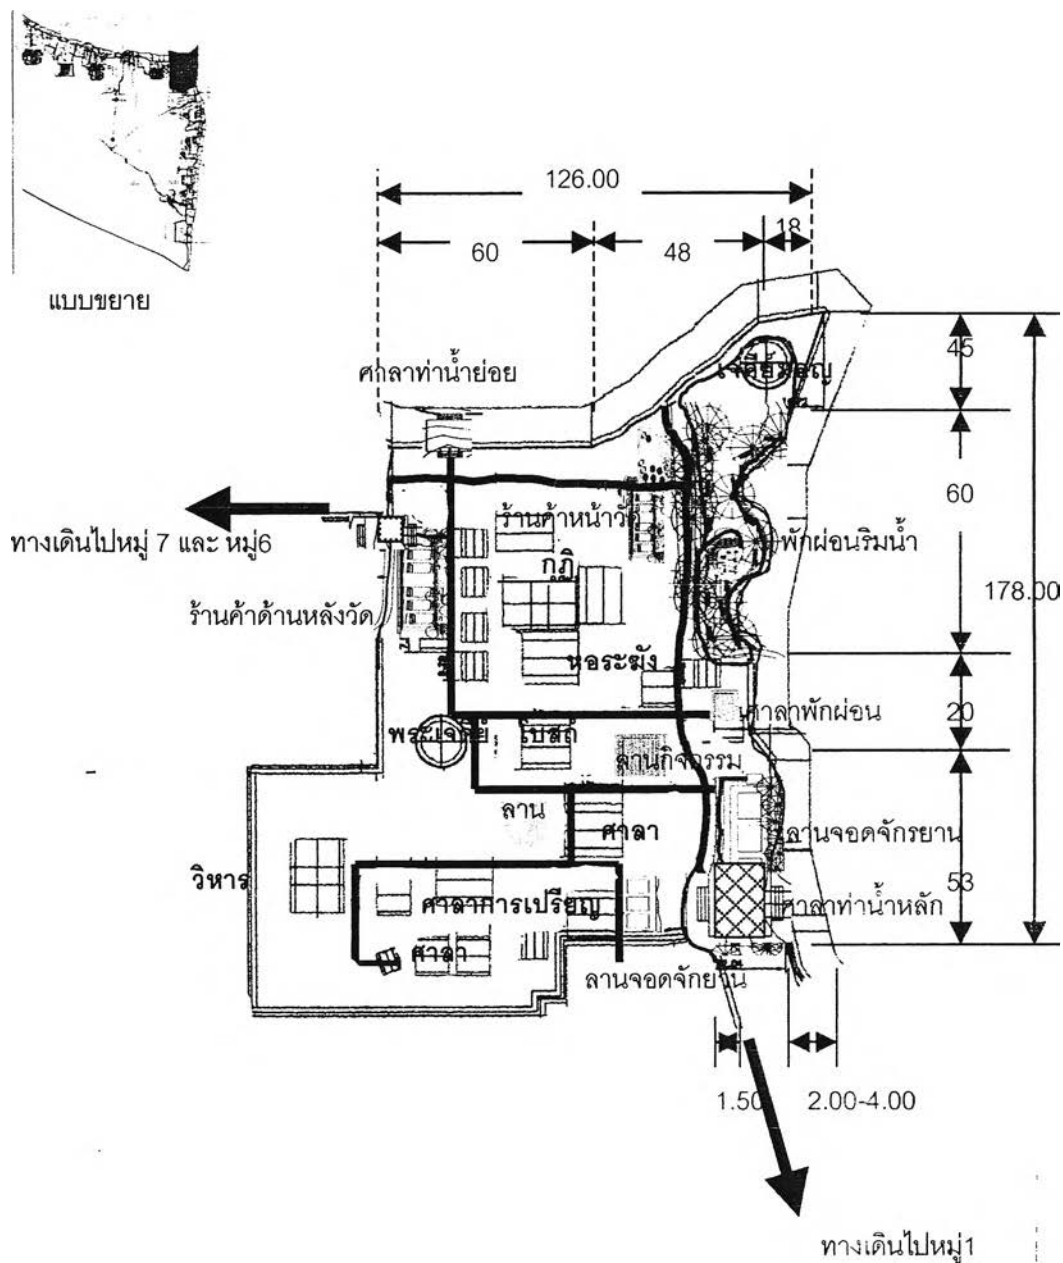 แบบขยาย
126.00
60
48
18
ศาลาท่าน้ำย่อย
เจดีย์มอญ
45
ร้านค้าหน้าวัด
60
ทางเดินไปหมู่ 7 และ หมู่6
กุฏิ
พักผ่อนริมน้ำ
178.00
ร้านค้าด้านหลังวัด
หอระฆัง
ศาลาพักผ่อน
20
พระเจดีย์
โบสถ์
ลานกิจกรรม
ลาน
ศาลา
ลานจอดจักรยาน
วิหาร
53
ศาลาการเปรียญ
ศาลาท่าน้ำหลัก
ศาลา
ลานจอดจักยาน
1.50
2.00-4.00
ทางเดินไปหมู่1